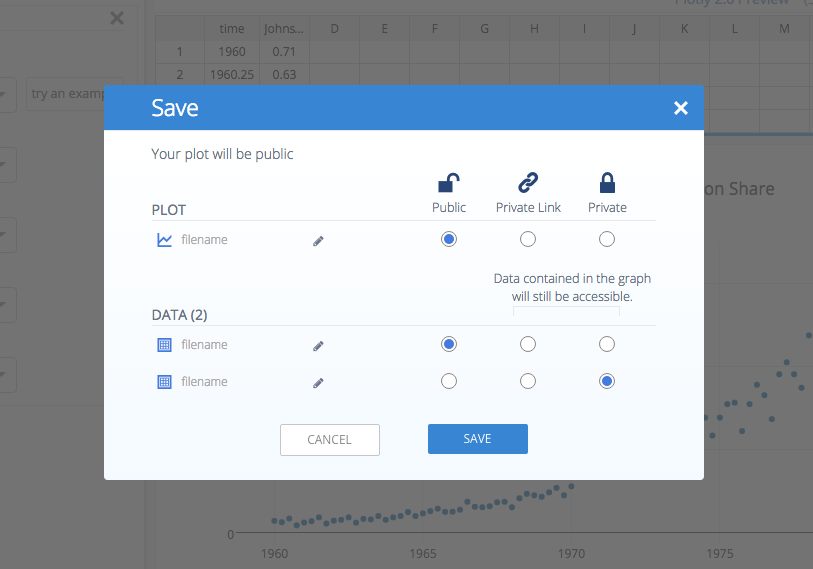 Plotly 2.0 Preview
time Johns... D E F G H I J K L M
1 1960 0.71
2 1960.25 0.63
try an examp
Save
Your plot will be public
Public Private Link Private
PLOT
filename
Data contained in the graph
will still be accessible.
DATA (2)
filename
filename
CANCEL SAVE
on Share
0
1960 1965 1970 1975